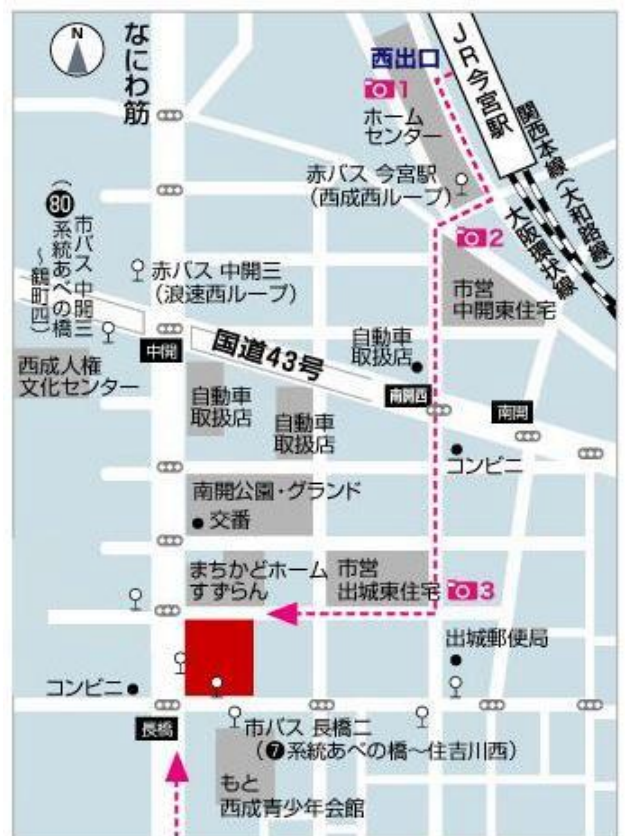 N
なにわ筋
西出口
1
ホーム
センター
JR今宮駅
関西本線(大和路線)
大阪環状線
赤バス 今宮駅
(西成西ループ)
2
市営
中開東住宅
市バス 中開三
(80系統あべの橋
~鶴町四)
赤バス 中開三
(浪速西ループ)
中開
国道43号
自動車
取扱店
南開西
南開
西成人権
文化センター
自動車
取扱店
自動車
取扱店
コンビニ
南開公園・グランド
交番
まちかどホーム
すずらん
市営
出城東住宅
3
出城郵便局
コンビニ
長橋
市バス 長橋二
(7系統あべの橋~住吉川西)
もと
西成青少年会館